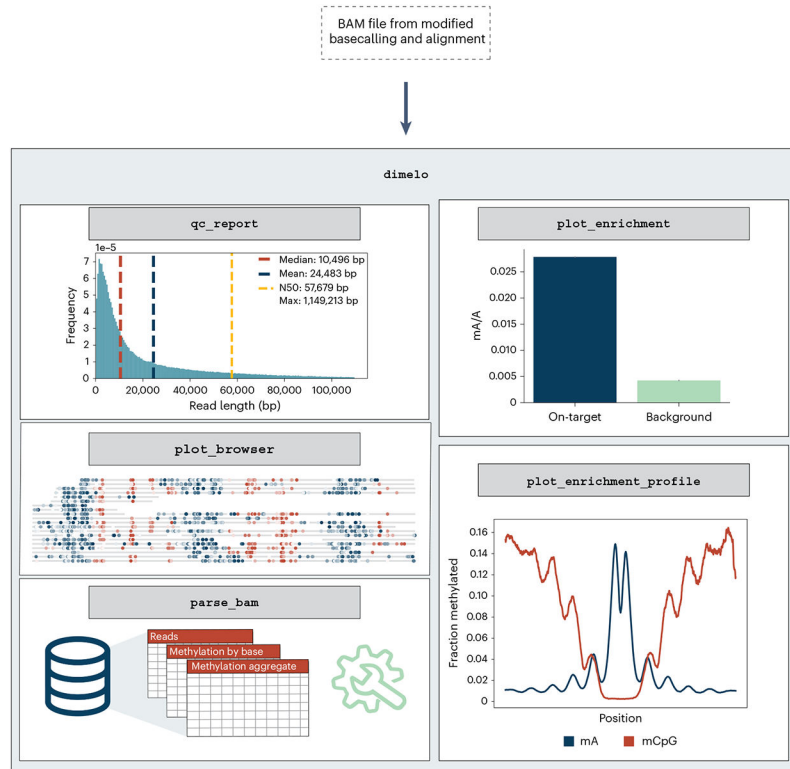 BAM file from modified
basecalling and alignment
dimelo
qc_report
1e–5
Median: 10,496 bp
Mean: 24,483 bp
N50: 57,679 bp
Max: 1,149,213 bp
7
6
5
4
3
2
1
0
Frequency
0 20,000 40,000 60,000 80,000 100,000
Read length (bp)
plot_browser
parse_bam
Reads
Methylation by base
Methylation aggregate
plot_enrichment
0.025
0.020
0.015
0.010
0.005
0
mA/A
On-target Background
plot_enrichment_profile
0.16
0.14
0.12
0.10
0.08
0.06
0.04
0.02
0
Fraction methylated
Position
mA mCpG